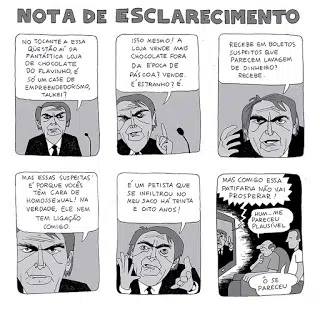 NOTA DE ESCLARECIMENTO
NO TOCANTE A ESSA
QUESTÃO AÍ DA
FANTÁSTICA LOJA
DE CHOCOLATE
DO FLAVINHO, É
SÓ UM CASE DE
EMPREENDEDORISMO,
TALKEI?
ISSO MESMO! A
LOJA VENDE MAIS
CHOCOLATE FORA
DA ÉPOCA DE
PÁSCOA? VENDE.
É ESTRANHO? É.
RECEBE EM BOLETOS
SUSPEITOS QUE
PARECEM LAVAGEM
DE DINHEIRO?
RECEBE.
MAS ESSAS SUSPEITAS
É PORQUE VOCÊS
TÊM CARA DE
HOMOSSEXUAL! NA
VERDADE, ELE NEM
TEM LIGAÇÃO
COMIGO.
É UM PETISTA QUE
SE INFILTROU NO
MEU SACO HÁ TRINTA
E OITO ANOS!
MAS COMIGO ESSA
PATIFARIA NÃO VAI
PROSPERAR!
HUM... ME
PARECEU
PLAUSÍVEL
Ô SE
PARECEU